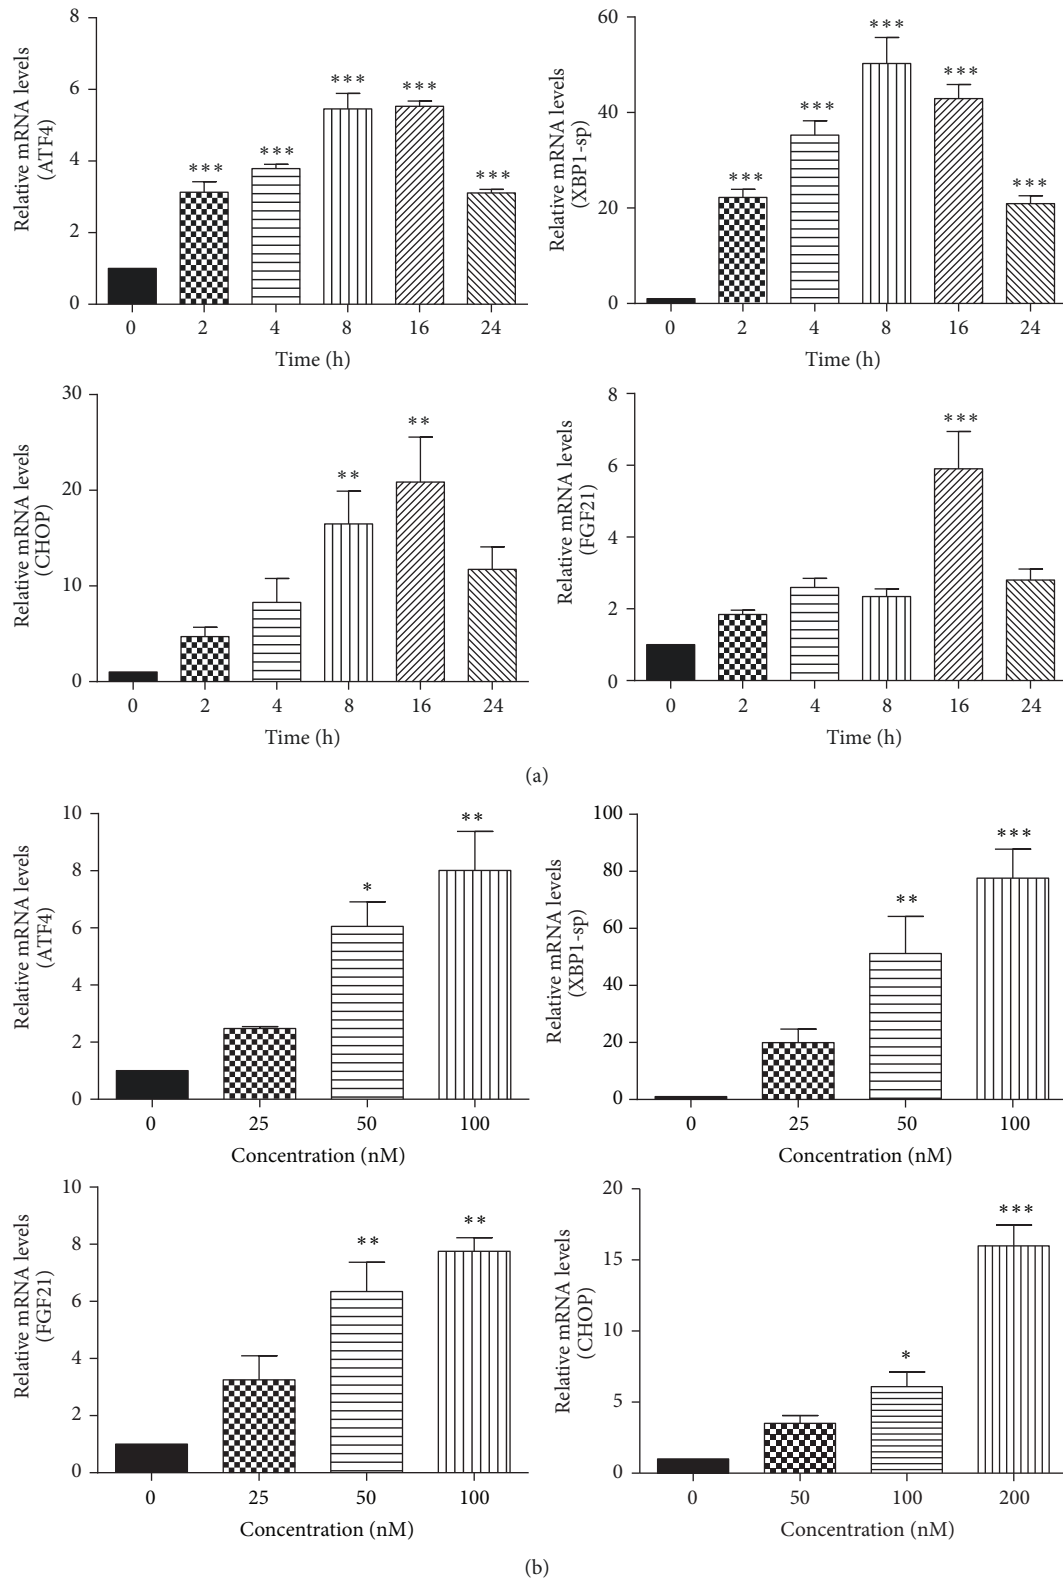 Relative mRNA levels
(ATF4)
8
6
4
2
0
***
***
***
***
***
0 2 4 8 16 24
Time (h)
Relative mRNA levels
(XBP1-sp)
60
40
20
0
***
***
***
***
***
0 2 4 8 16 24
Time (h)
Relative mRNA levels
(CHOP)
30
20
10
0
**
**
0 2 4 8 16 24
Time (h)
Relative mRNA levels
(FGF21)
8
6
4
2
0
***
0 2 4 8 16 24
Time (h)
(a)
Relative mRNA levels
(ATF4)
10
8
6
4
2
0
*
**
0 25 50 100
Concentration (nM)
Relative mRNA levels
(XBP1-sp)
100
80
60
40
20
0
**
***
0 25 50 100
Concentration (nM)
Relative mRNA levels
(FGF21)
10
8
6
4
2
0
**
**
0 25 50 100
Concentration (nM)
Relative mRNA levels
(CHOP)
20
15
10
5
0
*
***
0 50 100 200
Concentration (nM)
(b)